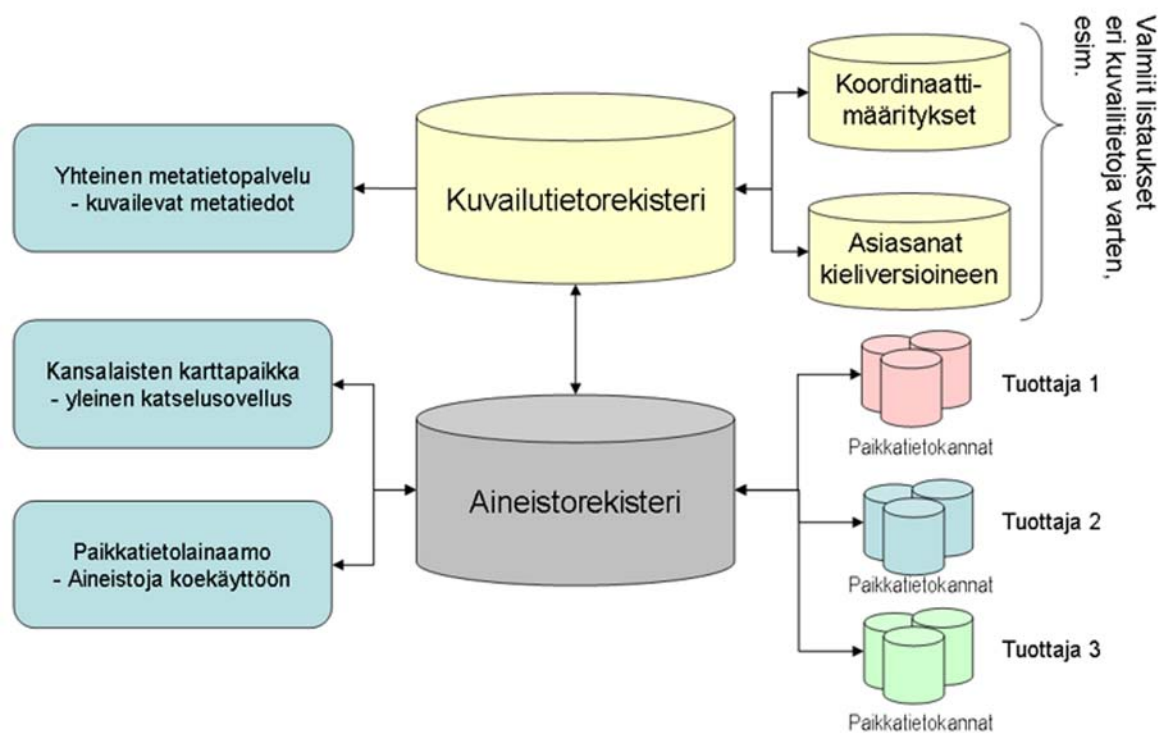 Valmiit listaukset
eri kuvailitietoja varten,
esim.
Koordinaatti-
määritykset
Yhteinen metatietopalvelu
- kuvailevat metatiedot
Kuvailutietorekisteri
Asiasanat
kieliversioineen
Kansalaisten karttapaikka
- yleinen katselusovellus
Tuottaja 1
Paikkatietokannat
Aineistorekisteri
Tuottaja 2
Paikkatietolainaamo
- Aineistoja koekäyttöön
Paikkatietokannat
Tuottaja 3
Paikkatietokannat